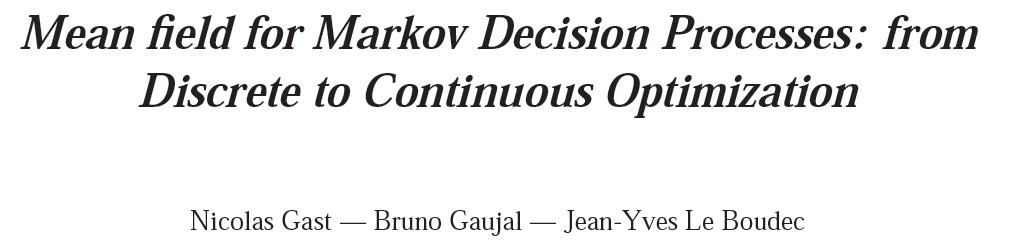 Mean field for Markov Decision Processes: from
Discrete to Continuous Optimization
Nicolas Gast — Bruno Gaujal — Jean-Yves Le Boudec